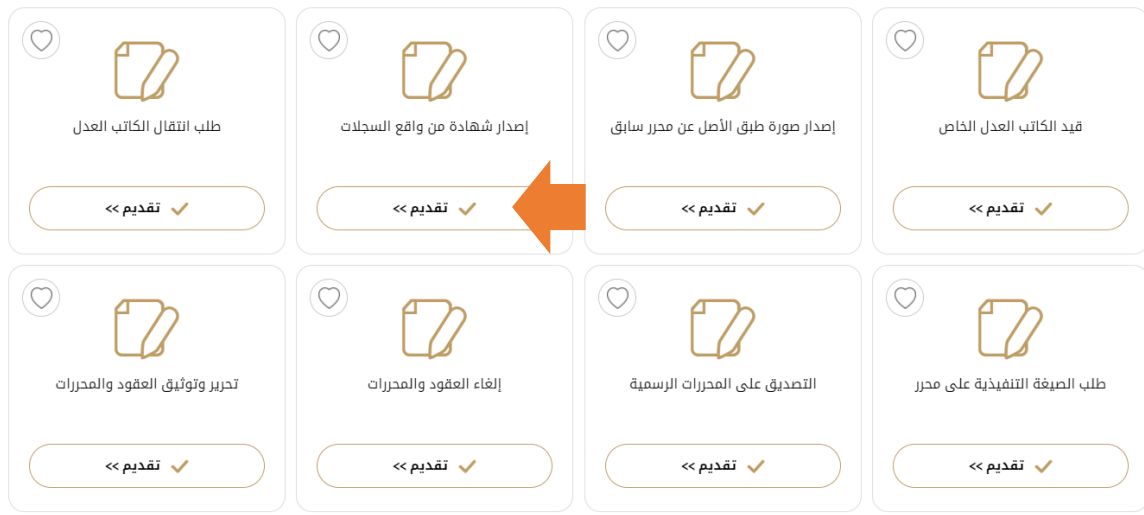 قيد الكاتب العدل الخاص
تقديم >>
إصدار صورة طبق الأصل عن محرر سابق
تقديم >>
إصدار شهادة من واقع السجلات
تقديم >>
طلب انتقال الكاتب العدل
تقديم >>
طلب الصيغة التنفيذية على محرر
تقديم >>
التصديق على المحررات الرسمية
تقديم >>
إلغاء العقود والمحررات
تقديم >>
تحرير وتوثيق العقود والمحررات
تقديم >>